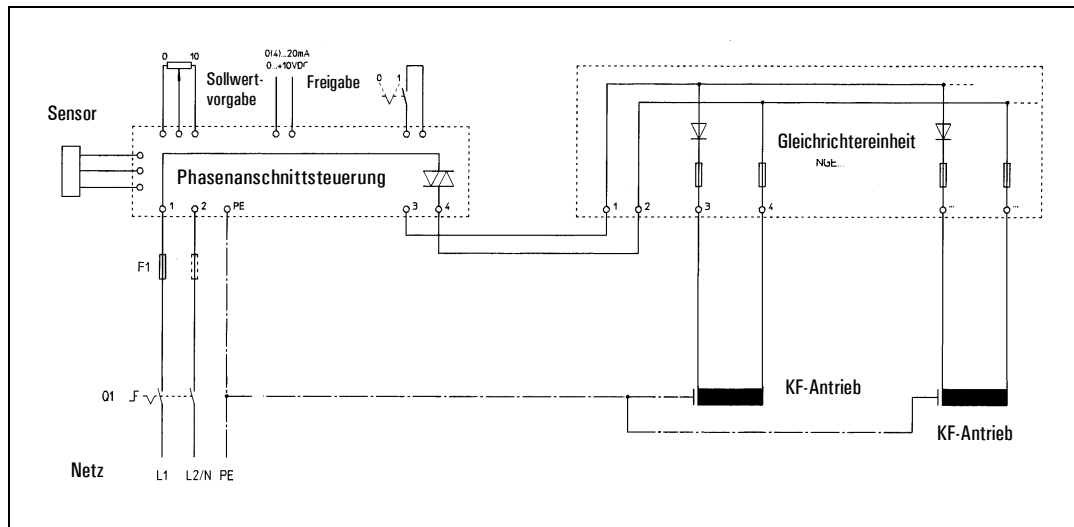 0 10
Sollwert-
vorgabe
0(4)...20mA
0...+10VDC
Freigabe
0 1
Sensor
Phasenanschnittsteuerung
1 2 PE 3 4
Gleichrichtereinheit
NGE...
1 2 3 4 ... ...
F1
Q1
KF-Antrieb
KF-Antrieb
Netz
L1 L2/N PE